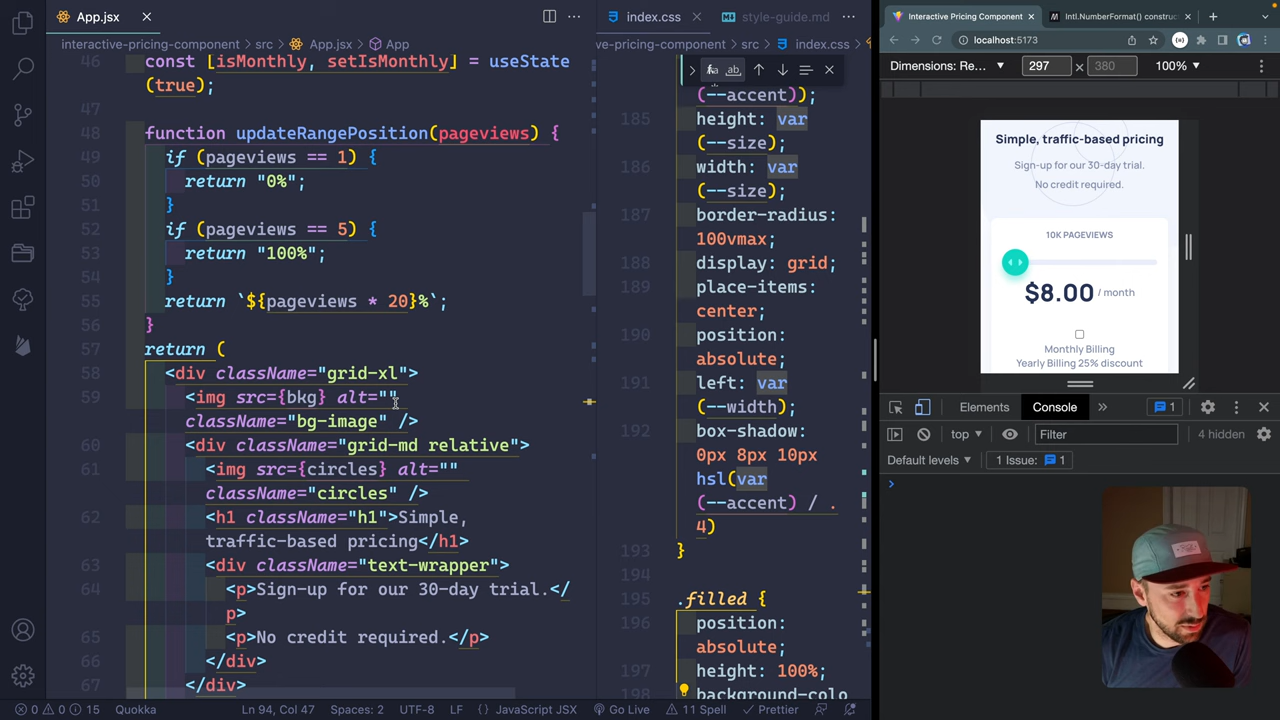 App.jsx
index.css
style-guide.md
interactive-pricing-component > src > App.jsx > App
ve-pricing-component > src > index.css
46
const [isMonthly, setIsMonthly] = useState
(true);
47
48 function updateRangePosition(pageviews) {
49 if (pageviews == 1) {
50 return "0%";
51 }
52 if (pageviews == 5) {
53 return "100%";
54 }
55 return `${pageviews * 20}%`;
56 }
57 return (
58 <div className="grid-xl">
59 <img src={bkg} alt=""
className="bg-image" />
60 <div className="grid-md relative">
61 <img src={circles} alt=""
className="circles" />
62 <h1 className="h1">Simple,
traffic-based pricing</h1>
63 <div className="text-wrapper">
64 <p>Sign-up for our 30-day trial.</
p>
65 <p>No credit required.</p>
66 </div>
67 </div>
(--accent));
185 height: var
(--size);
186 width: var
(--size);
187 border-radius:
100vmax;
188 display: grid;
189 place-items:
center;
190 position:
absolute;
191 left: var
(--width);
192 box-shadow:
0px 8px 10px
hsl(var
(--accent) / .
4)
193 }
194
195 .filled {
196 position:
absolute;
197 height: 100%;
198 background-colo
0 0 15 Quokka Ln 94, Col 47 Spaces: 2 UTF-8 LF {} JavaScript JSX Go Live 11 Spell Prettier
Interactive Pricing Component
Intl.NumberFormat() construc
localhost:5173
Dimensions: Re... 297 × 380 100%
Simple, traffic-based pricing
Sign-up for our 30-day trial.
No credit required.
10K PAGEVIEWS
$8.00 / month
Monthly Billing
Yearly Billing 25% discount
Elements Console 1
top Filter 4 hidden
Default levels 1 Issue: 1